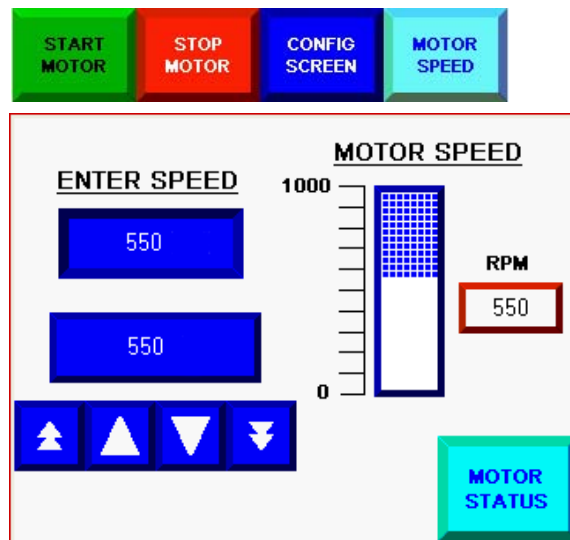 START
MOTOR
STOP
MOTOR
CONFIG
SCREEN
MOTOR
SPEED
MOTOR SPEED
ENTER SPEED
1000
550
RPM
550
550
0
MOTOR
STATUS